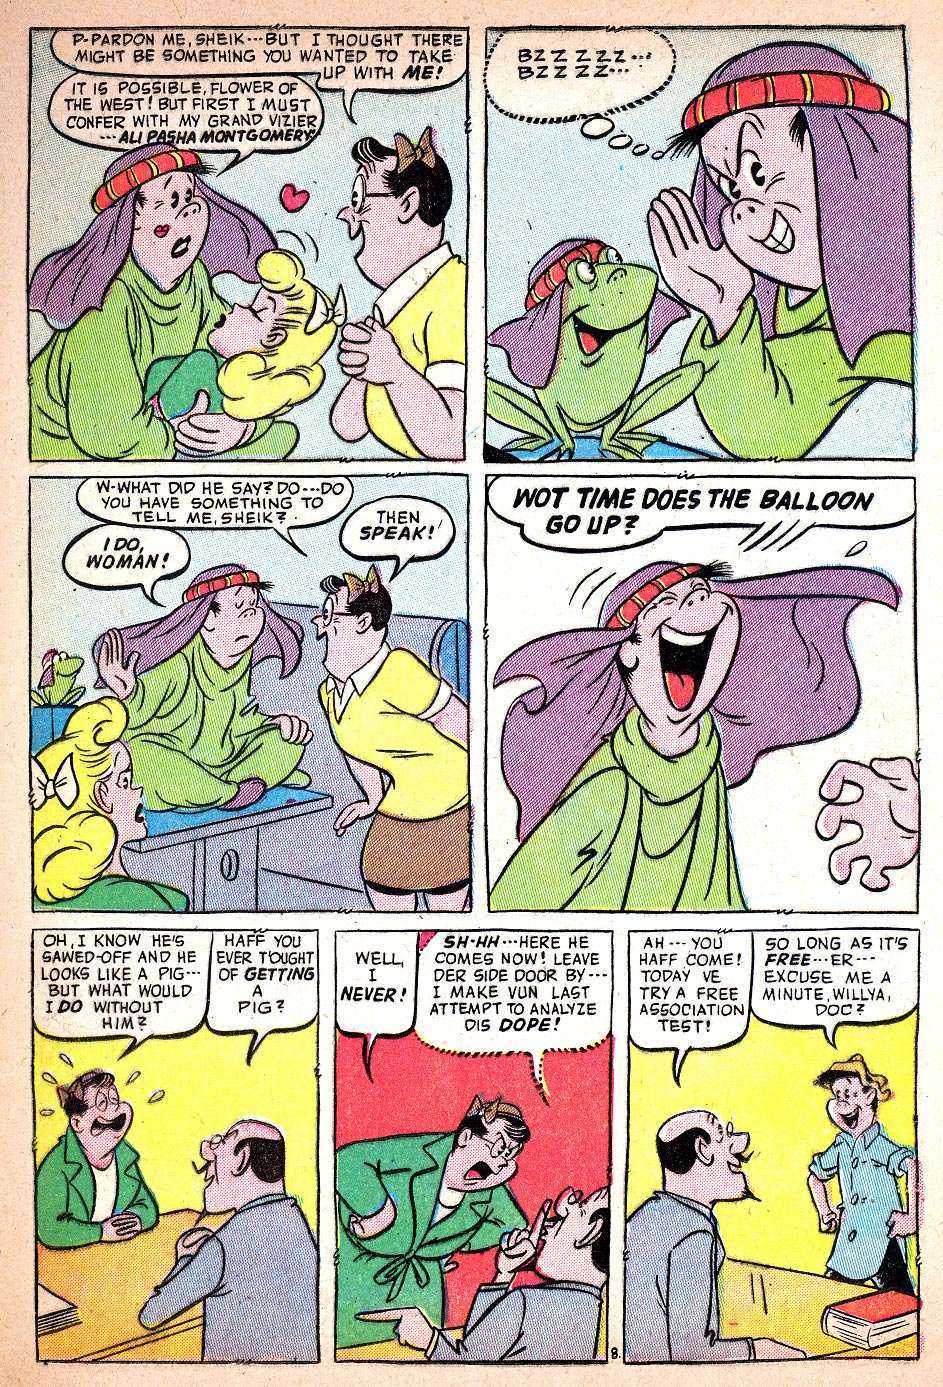 P-PARDON ME, SHEIK---BUT I THOUGHT THERE
MIGHT BE SOMETHING YOU WANTED TO TAKE
UP WITH ME!
IT IS POSSIBLE, FLOWER OF
THE WEST! BUT FIRST I MUST
CONFER WITH MY GRAND VIZIER
---ALI PASHA MONTGOMERY!
BZZZZZ---
BZZZZ---
W-WHAT DID HE SAY? DO---DO
YOU HAVE SOMETHING TO
TELL ME, SHEIK?
I DO,
WOMAN!
THEN
SPEAK!
WOT TIME DOES THE BALLOON
GO UP?
OH, I KNOW HE'S
SAWED-OFF AND HE
LOOKS LIKE A PIG---
BUT WHAT WOULD
I DO WITHOUT
HIM?
HAFF YOU
EVER T'OUGHT
OF GETTING
A
PIG?
WELL,
I
NEVER!
SH-HH---HERE HE
COMES NOW! LEAVE
DER SIDE DOOR BY---
I MAKE VUN LAST
ATTEMPT TO ANALYZE
DIS DOPE!
AH---YOU
HAFF COME!
TODAY VE
TRY A FREE
ASSOCIATION
TEST!
SO LONG AS IT'S
FREE---ER---
EXCUSE ME A
MINUTE, WILLYA,
DOC?
8.